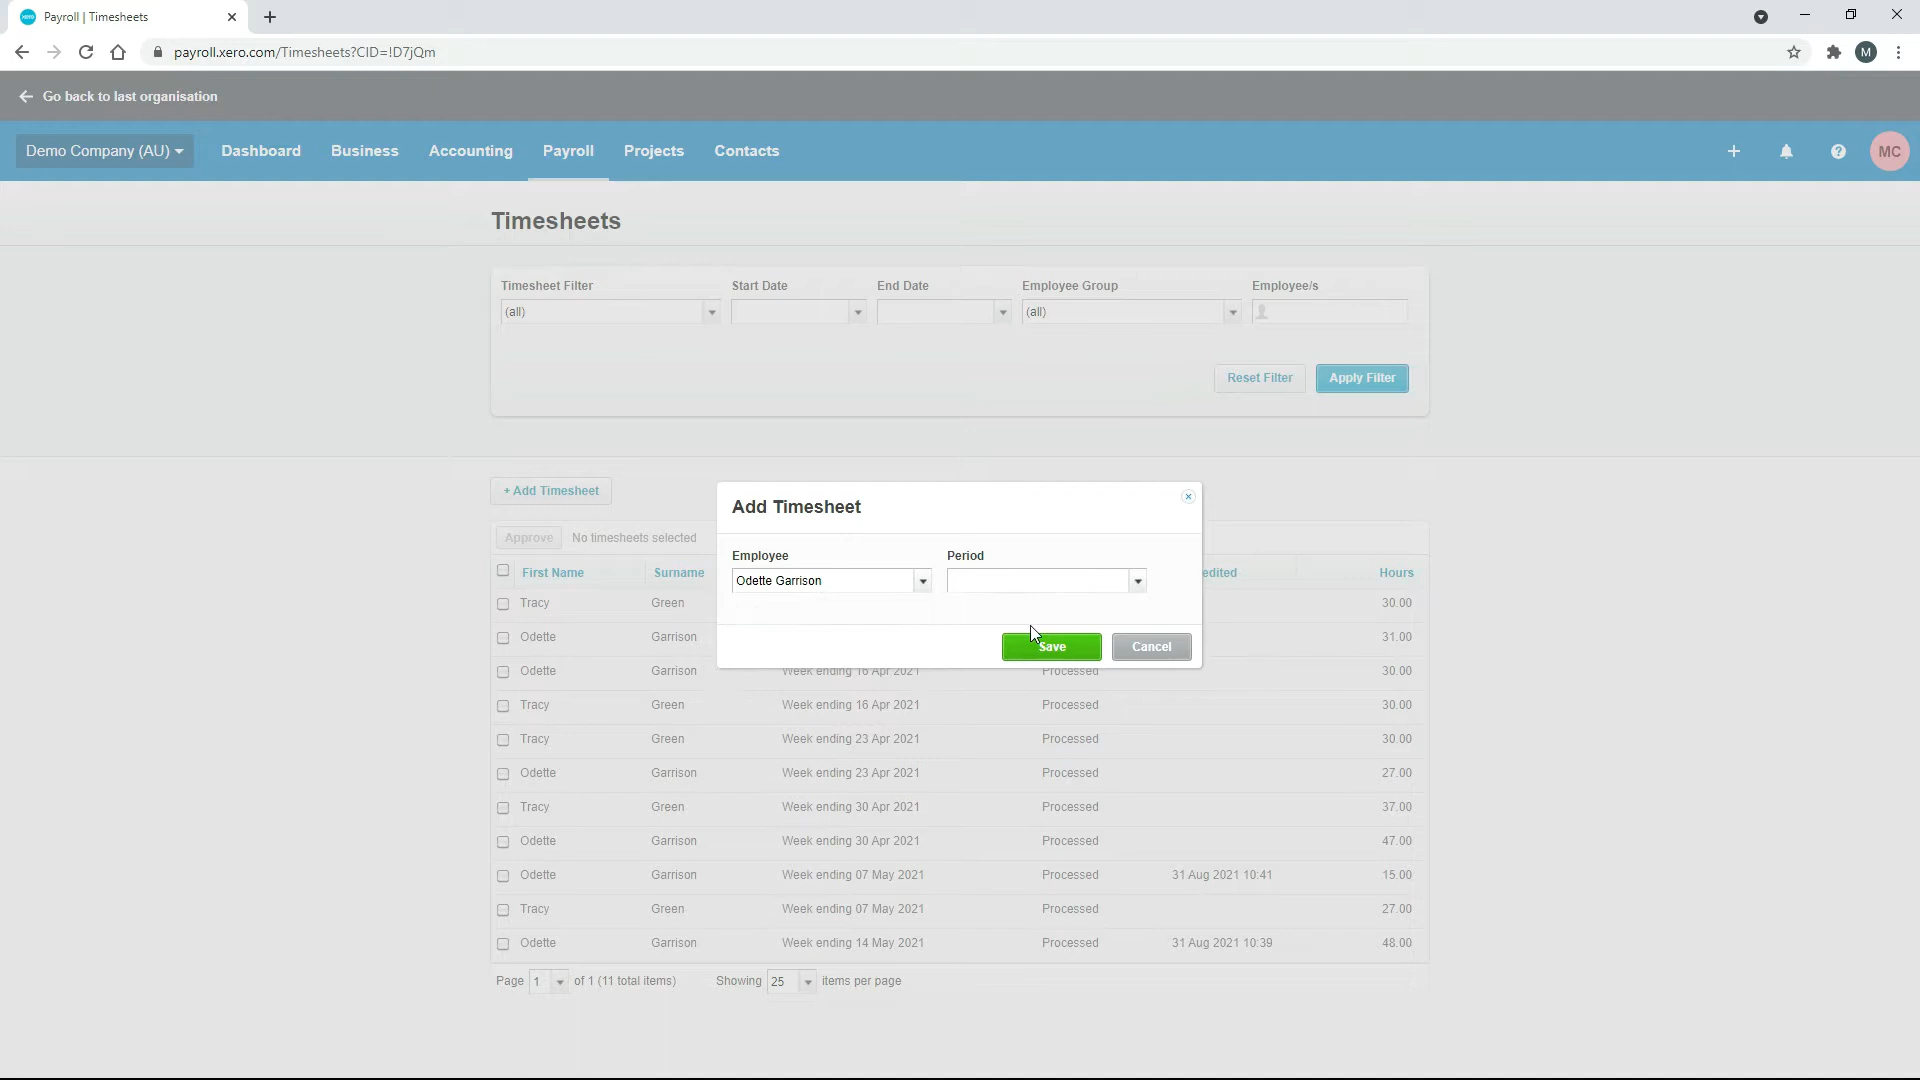 Payroll | Timesheets
payroll.xero.com/Timesheets?CID=!D7jQm
M
Go back to last organisation
Demo Company (AU) Dashboard Business Accounting Payroll Projects Contacts
MC
Timesheets
Timesheet Filter Start Date End Date Employee Group Employee/s
(all) (all)
Reset Filter Apply Filter
+ Add Timesheet
Add Timesheet
Approve No timesheets selected
Employee Period
Odette Garrison
Save Cancel
First Name Surname edited Hours
Tracy Green 30.00
Odette Garrison 31.00
Odette Garrison Week ending 16 Apr 2021 Processed 30.00
Tracy Green Week ending 16 Apr 2021 Processed 30.00
Tracy Green Week ending 23 Apr 2021 Processed 30.00
Odette Garrison Week ending 23 Apr 2021 Processed 27.00
Tracy Green Week ending 30 Apr 2021 Processed 37.00
Odette Garrison Week ending 30 Apr 2021 Processed 47.00
Odette Garrison Week ending 07 May 2021 Processed 31 Aug 2021 10:41 15.00
Tracy Green Week ending 07 May 2021 Processed 27.00
Odette Garrison Week ending 14 May 2021 Processed 31 Aug 2021 10:39 48.00
Page 1 of 1 (11 total items) Showing 25 items per page